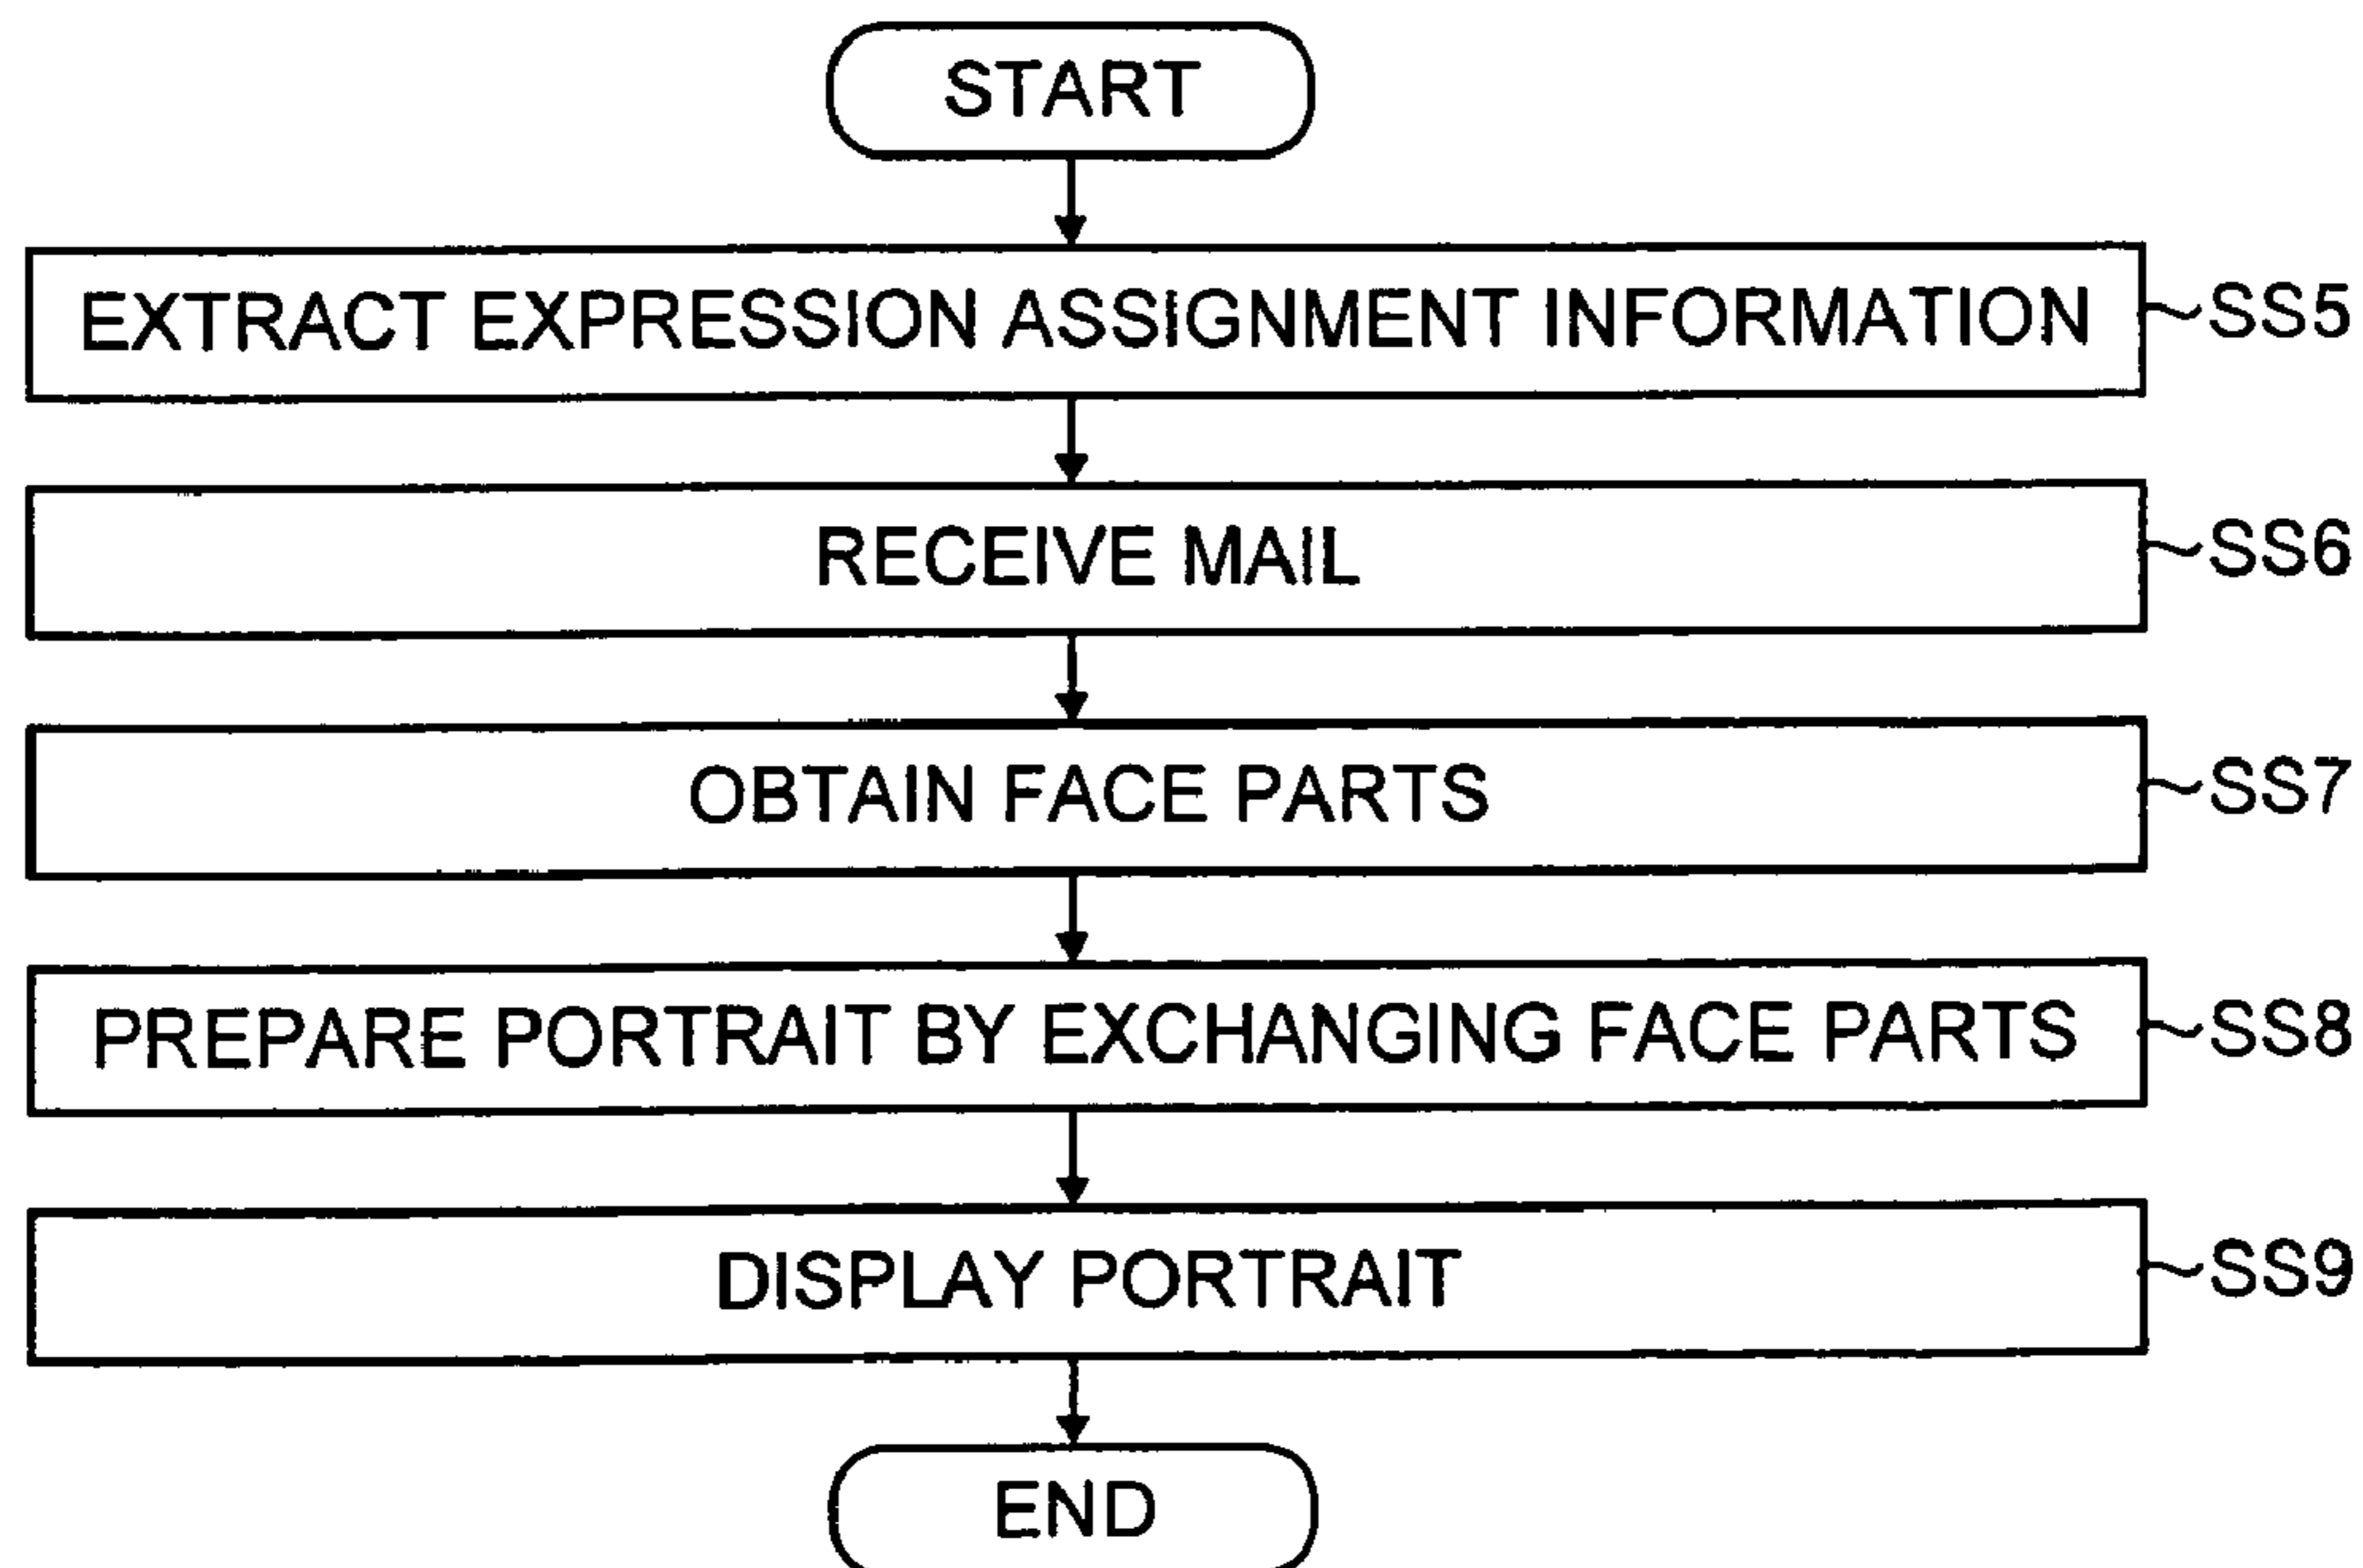 START
EXTRACT EXPRESSION ASSIGNMENT INFORMATION SS5
RECEIVE MAIL SS6
OBTAIN FACE PARTS SS7
PREPARE PORTRAIT BY EXCHANGING FACE PARTS SS8
DISPLAY PORTRAIT SS9
END